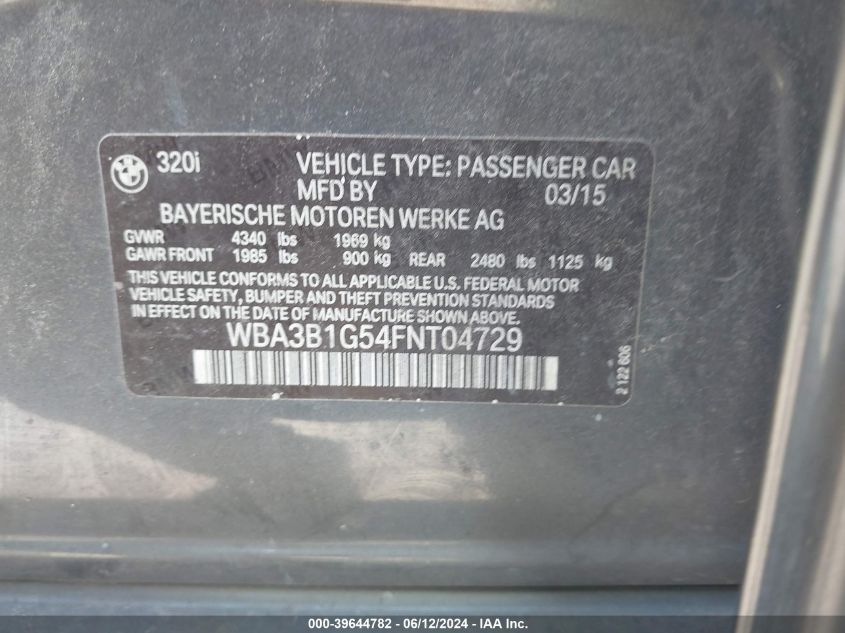 320i VEHICLE TYPE: PASSENGER CAR
MFD BY 03/15
BAYERISCHE MOTOREN WERKE AG
GVWR 4340 lbs 1969 kg
GAWR FRONT 1985 lbs 900 kg REAR 2480 lbs 1125 kg
THIS VEHICLE CONFORMS TO ALL APPLICABLE U.S. FEDERAL MOTOR
VEHICLE SAFETY, BUMPER AND THEFT PREVENTION STANDARDS
IN EFFECT ON THE DATE OF MANUFACTURE SHOWN ABOVE.
WBA3B1G54FNT04729
2 122 606
000-39644782 - 06/12/2024 - IAA Inc.